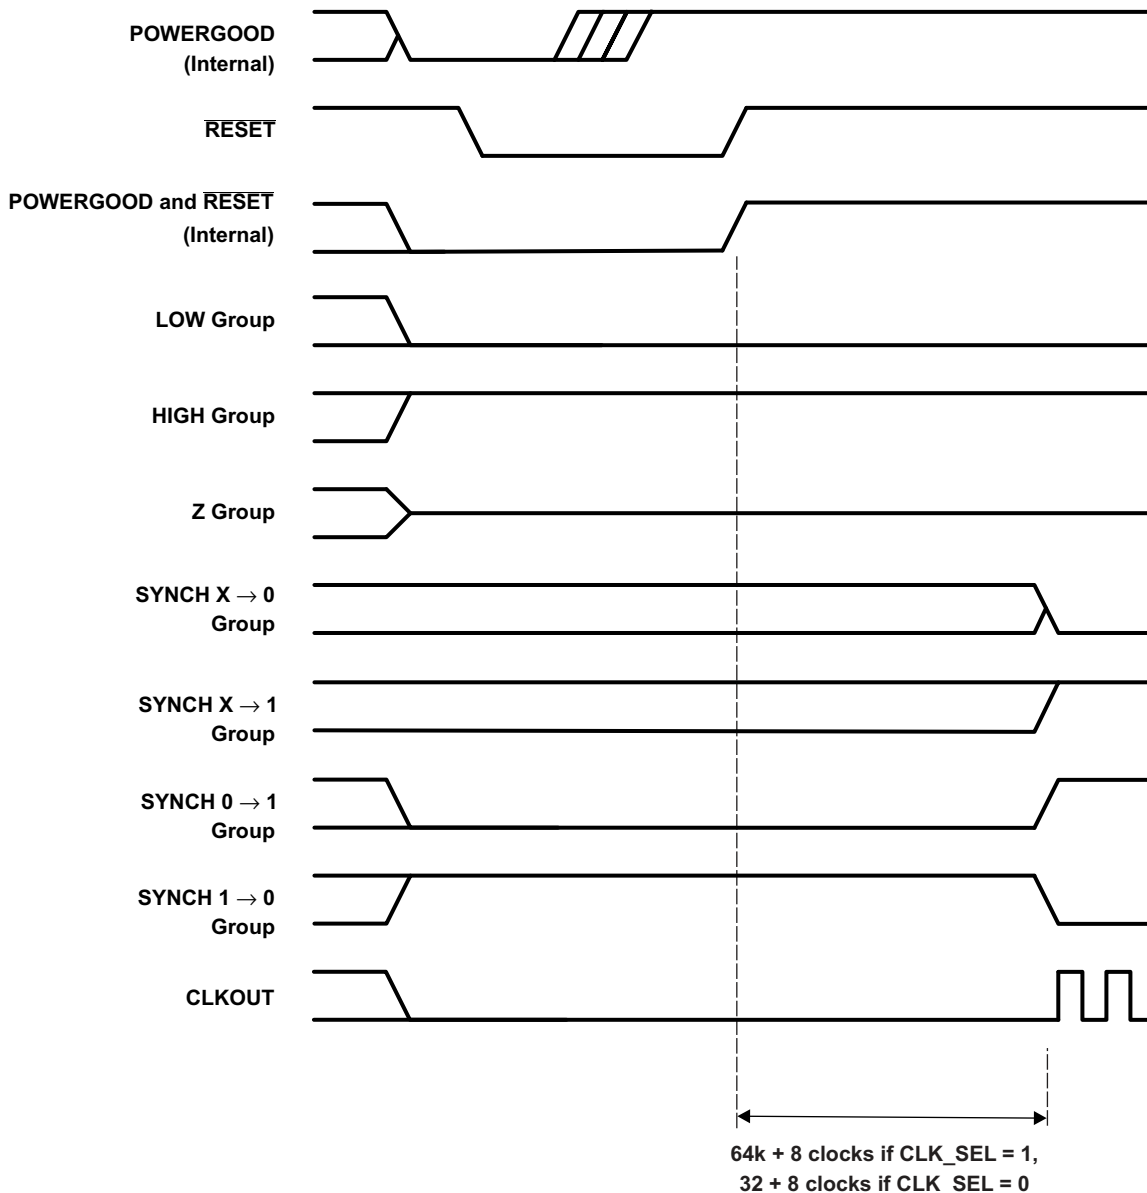 POWERGOOD
(Internal)
RESET
POWERGOOD and RESET
(Internal)
LOW Group
HIGH Group
Z Group
SYNCH X → 0
Group
SYNCH X → 1
Group
SYNCH 0 → 1
Group
SYNCH 1 → 0
Group
CLKOUT
64k + 8 clocks if CLK_SEL = 1,
32 + 8 clocks if CLK_SEL = 0